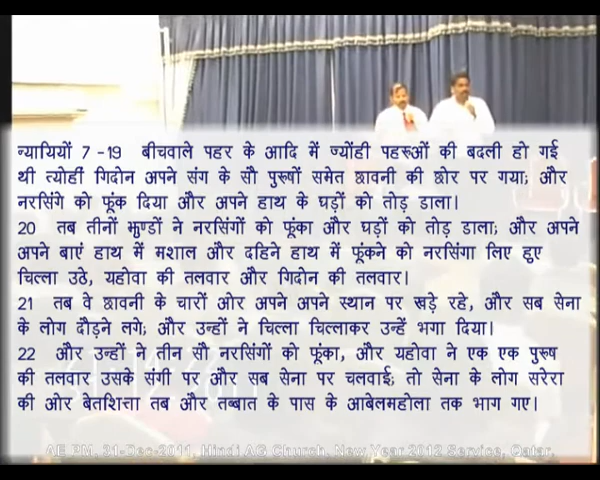 न्यायियों 7 -19 बीचवाले पहर के आदि में ज्योंही पहरूओं की बदली हो गई
थी त्योहीं गिदोन अपने संग के सौ पुरूषों समेत छावनी की छोर पर गया; और
नरसिंगे को फूंक दिया और अपने हाथ के घड़ों को तोड़ डाला।
20 तब तीनों झुण्डों ने नरसिंगों को फूंका और घड़ों को तोड़ डाला; और अपने
अपने बाएं हाथ में मशाल और दहिने हाथ में फूंकने को नरसिंगा लिए हुए
चिल्ला उठे, यहोवा की तलवार और गिदोन की तलवार।
21 तब वे छावनी के चारों ओर अपने अपने स्थान पर खड़े रहे, और सब सेना
के लोग दौड़ने लगे; और उन्हों ने चिल्ला चिल्लाकर उन्हें भगा दिया।
22 और उन्हों ने तीन सौ नरसिंगों को फूंका, और यहोवा ने एक एक पुरूष
की तलवार उसके संगी पर और सब सेना पर चलवाई; तो सेना के लोग सरेरा
की ओर बेतशित्ता तब और तब्बात के पास के आबेलमहोला तक भाग गए।
AE PM, 31-Dec-2011, Hindi AG Church, New Year 2012 Service, Qatar,